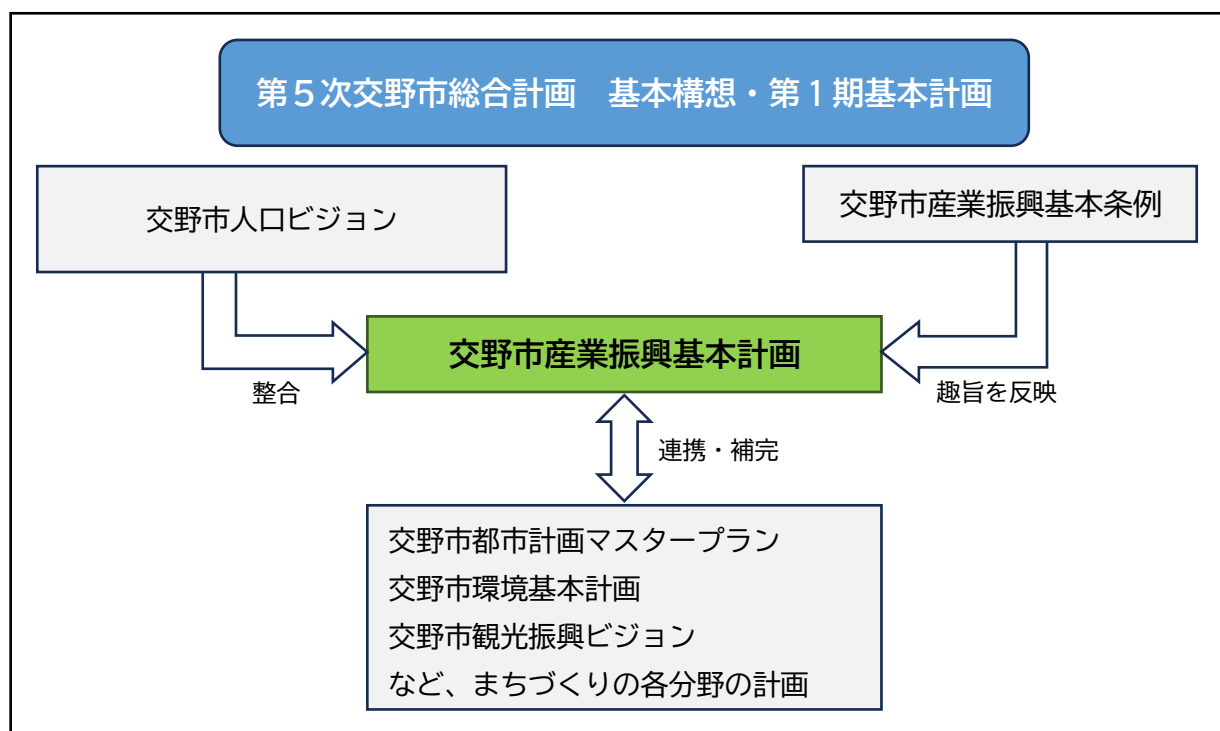 第５次交野市総合計画　基本構想・第１期基本計画
交野市人口ビジョン
交野市産業振興基本条例
交野市産業振興基本計画
整合
趣旨を反映
連携・補完
交野市都市計画マスタープラン
交野市環境基本計画
交野市観光振興ビジョン
など、まちづくりの各分野の計画